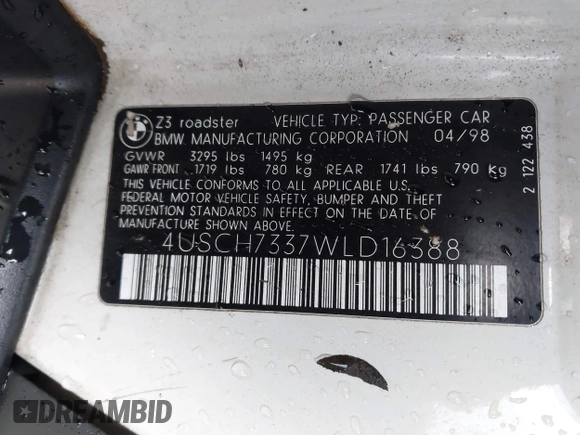 Z3 roadster VEHICLE TYP: PASSENGER CAR
BMW MANUFACTURING CORPORATION 04/98
GVWR 3295 lbs 1495 kg
GAWR FRONT 1719 lbs 780 kg REAR 1741 lbs 790 Kg
THIS VEHICLE CONFORMS TO ALL APPLICABLE U.S.
FEDERAL MOTOR VEHICLE SAFETY, BUMPER AND THEFT
PREVENTION STANDARDS IN EFFECT ON THE DATE OF
MANUFACTURE SHOWN ABOVE.
4USCH7337WLD16388
2 122 438
DREAMBID